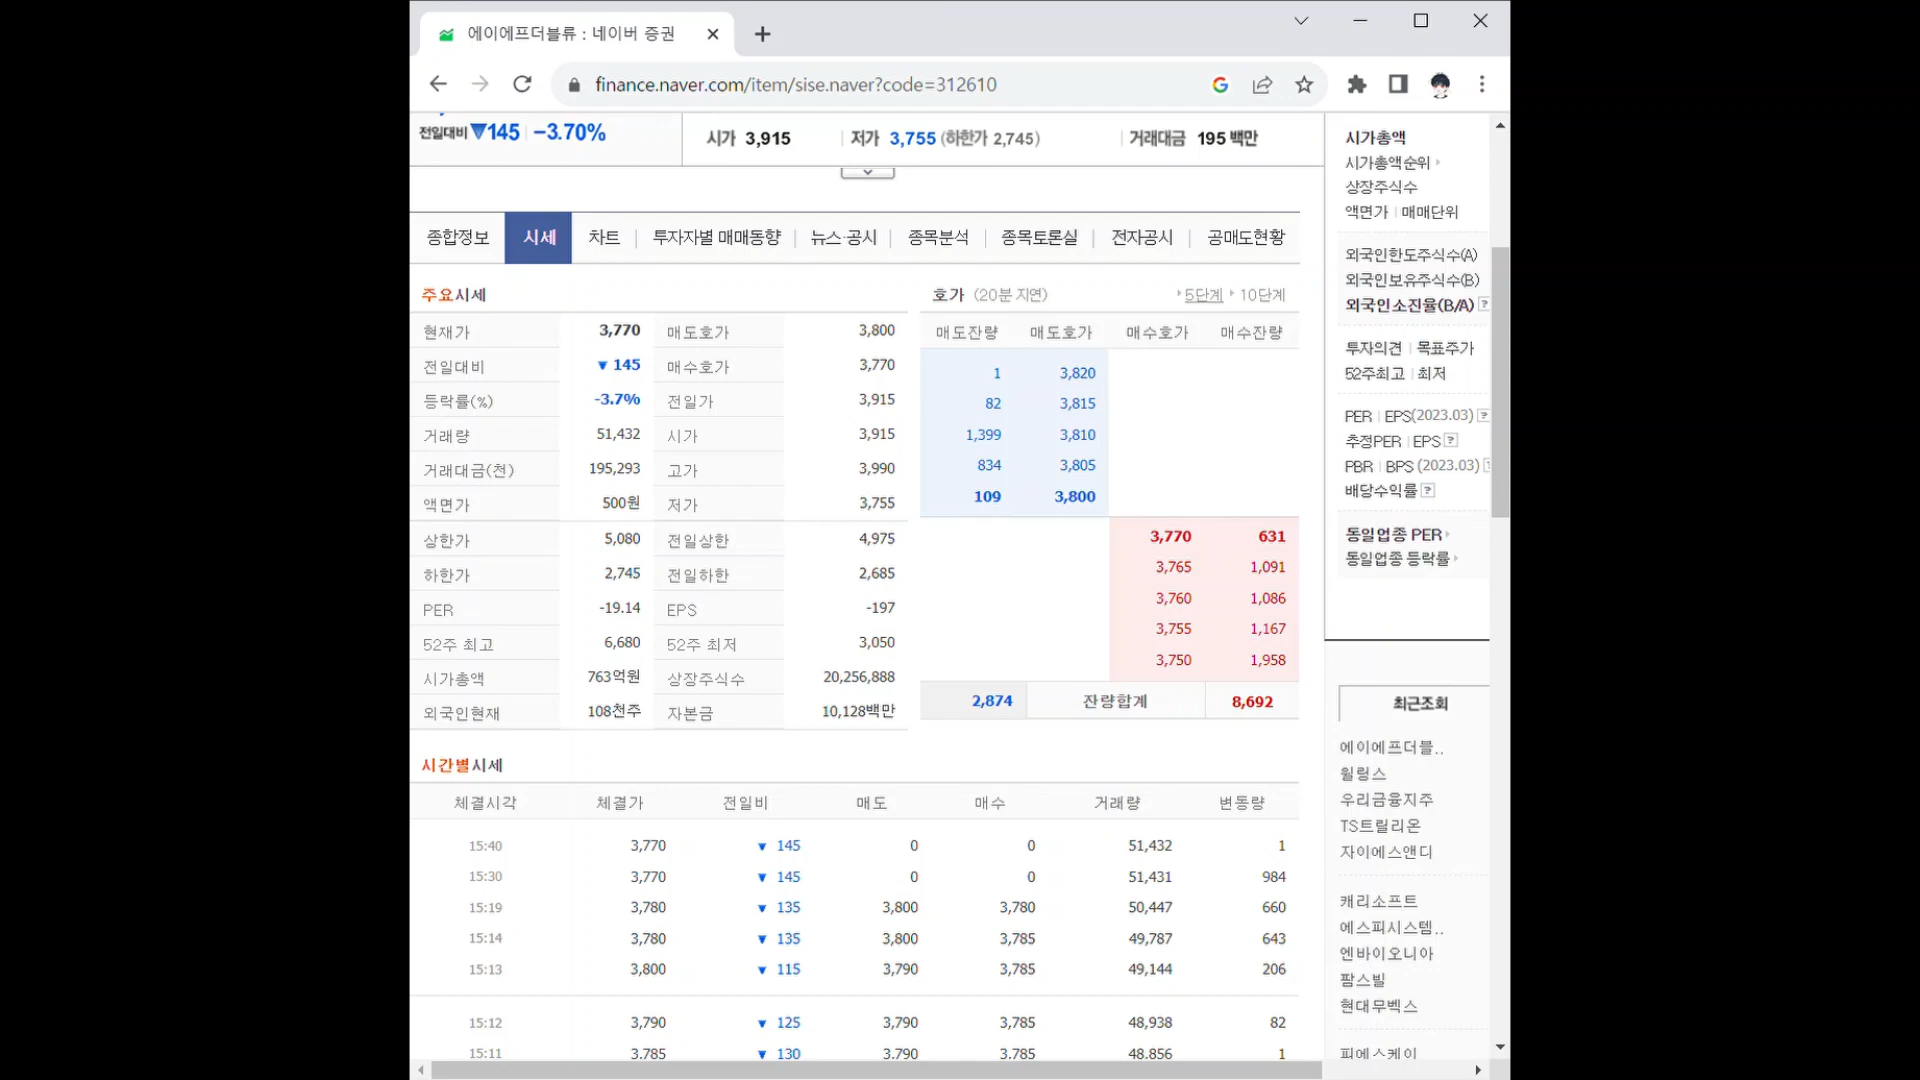 에이에프더블류 : 네이버 증권
finance.naver.com/item/sise.naver?code=312610
전일대비 ▼145 | −3.70%
시가 3,915 저가 3,755 (하한가 2,745) 거래대금 195 백만
종합정보 시세 차트 투자자별 매매동향 뉴스·공시 종목분석 종목토론실 전자공시 공매도현황
주요시세
현재가 3,770 매도호가 3,800
전일대비 ▼ 145 매수호가 3,770
등락률(%) -3.7% 전일가 3,915
거래량 51,432 시가 3,915
거래대금(천) 195,293 고가 3,990
액면가 500원 저가 3,755
상한가 5,080 전일상한 4,975
하한가 2,745 전일하한 2,685
PER -19.14 EPS -197
52주 최고 6,680 52주 최저 3,050
시가총액 763억원 상장주식수 20,256,888
외국인현재 108천주 자본금 10,128백만
호가 (20분 지연) 5단계 10단계
매도잔량 매도호가 매수호가 매수잔량
1 3,820
82 3,815
1,399 3,810
834 3,805
109 3,800
3,770 631
3,765 1,091
3,760 1,086
3,755 1,167
3,750 1,958
2,874 잔량합계 8,692
시간별시세
체결시각 체결가 전일비 매도 매수 거래량 변동량
15:40 3,770 ▼ 145 0 0 51,432 1
15:30 3,770 ▼ 145 0 0 51,431 984
15:19 3,780 ▼ 135 3,800 3,780 50,447 660
15:14 3,780 ▼ 135 3,800 3,785 49,787 643
15:13 3,800 ▼ 115 3,790 3,785 49,144 206
15:12 3,790 ▼ 125 3,790 3,785 48,938 82
15:11 3,785 ▼ 130 3,790 3,785 48,856 1
시가총액
시가총액순위
상장주식수
액면가 | 매매단위
외국인한도주식수(A)
외국인보유주식수(B)
외국인소진율(B/A) ?
투자의견 | 목표주가
52주최고 | 최저
PER | EPS(2023.03) ?
추정PER | EPS ?
PBR | BPS (2023.03) ?
배당수익률 ?
동일업종 PER
동일업종 등락률
최근조회
에이에프더블..
윌링스
우리금융지주
TS트릴리온
자이에스앤디
캐리소프트
에스피시스템..
엔바이오니아
팜스빌
현대무벡스
피에스케이